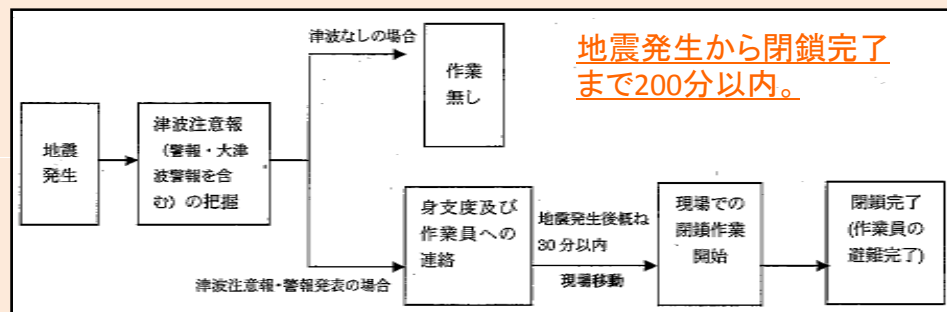 津波なしの場合
作業
無し
地震発生から閉鎖完了
まで200分以内。
地震
発生
津波注意報
(警報・大津
波警報を含
む)の把握
津波注意報・警報発表の場合
身支度及び
作業員への
連絡
地震発生後概ね
30分以内
現場移動
現場での
閉鎖作業
開始
閉鎖完了
(作業員の
避難完了)